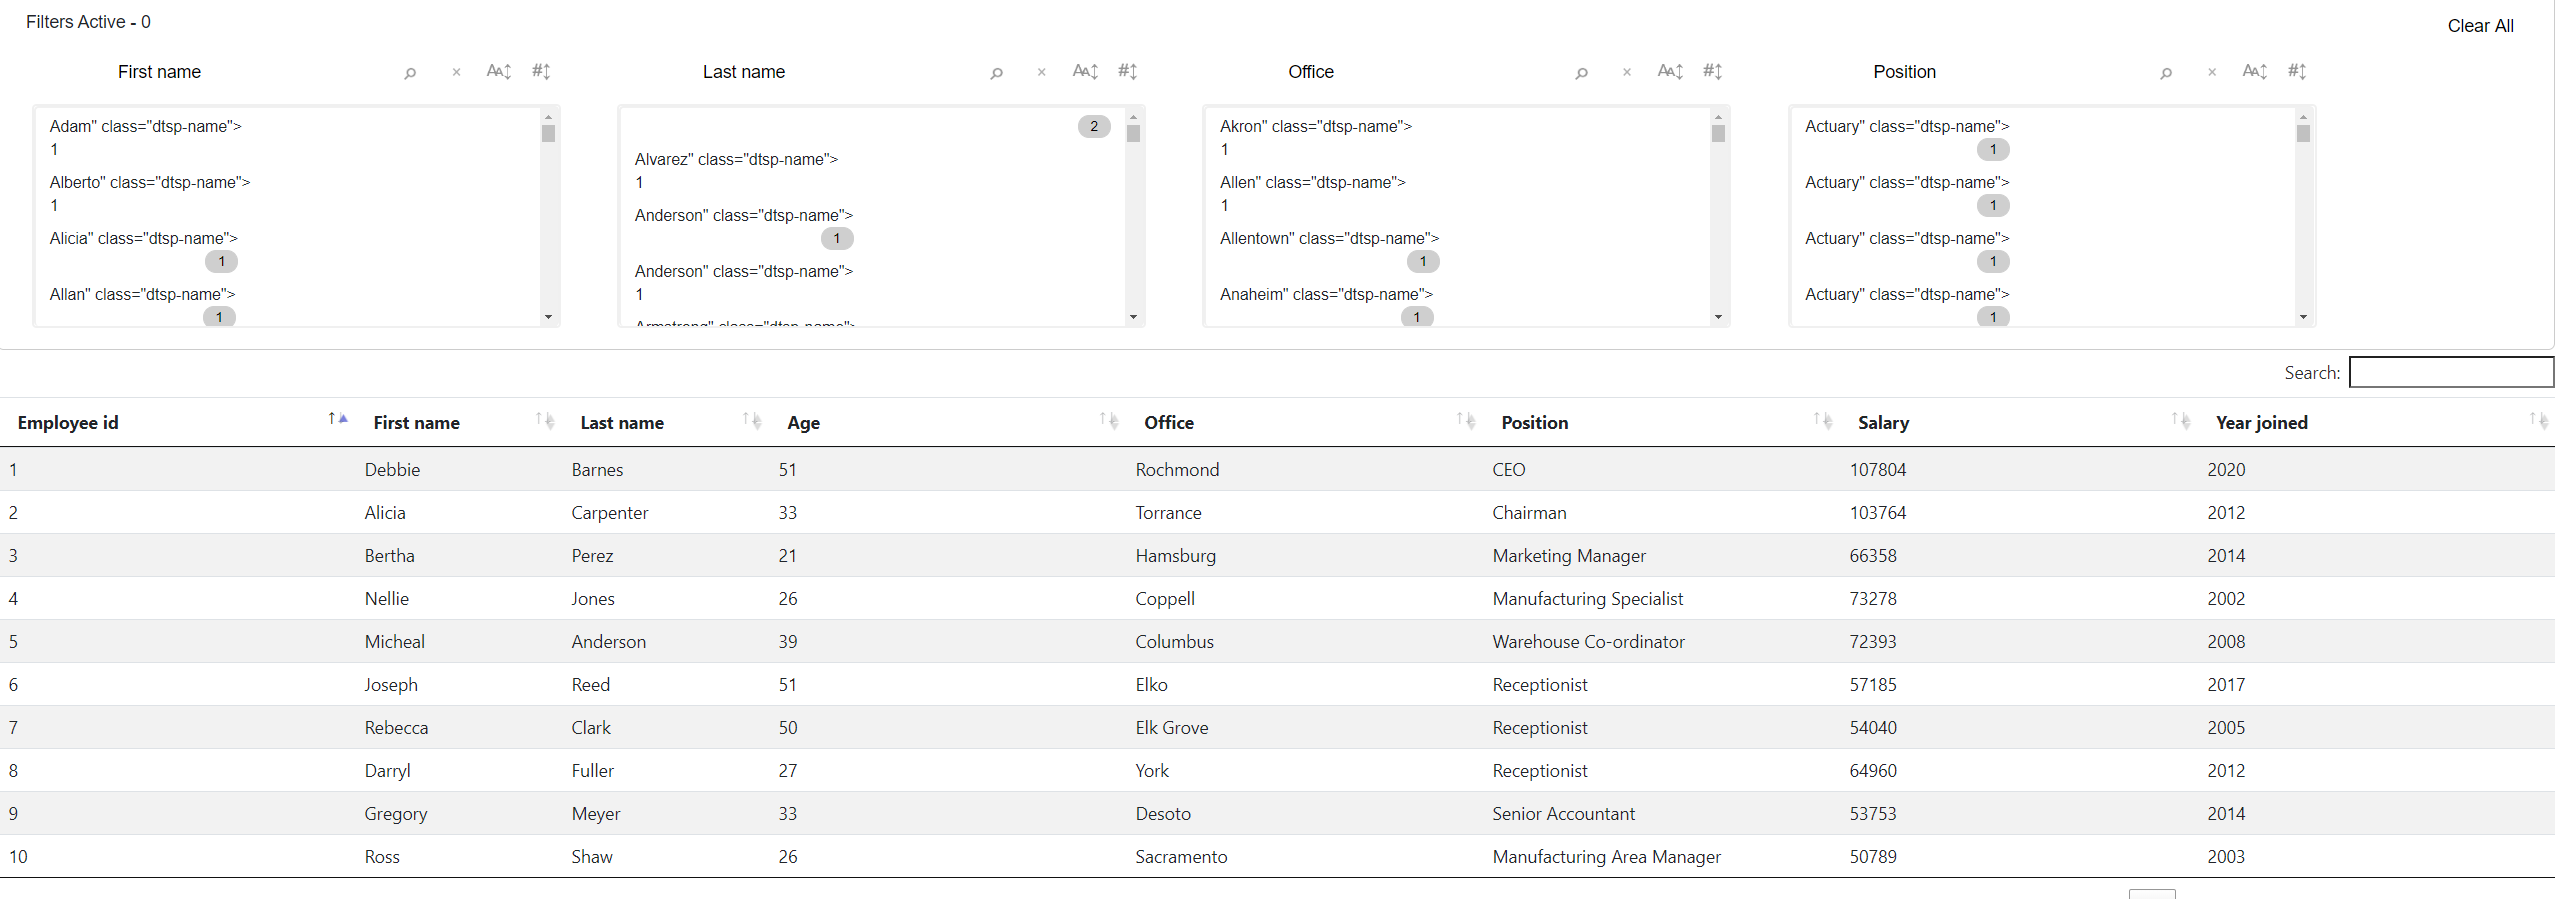 Filters Active - 0
Clear All
First name
Last name
Office
Position
Adam" class="dtsp-name">
1
Alberto" class="dtsp-name">
1
Alicia" class="dtsp-name">
1
Allan" class="dtsp-name">
1
2
Alvarez" class="dtsp-name">
1
Anderson" class="dtsp-name">
1
Anderson" class="dtsp-name">
1
Armstrong" class="dtsp-name">
Akron" class="dtsp-name">
1
Allen" class="dtsp-name">
1
Allentown" class="dtsp-name">
1
Anaheim" class="dtsp-name">
1
Actuary" class="dtsp-name">
1
Actuary" class="dtsp-name">
1
Actuary" class="dtsp-name">
1
Actuary" class="dtsp-name">
1
Search:
Employee id First name Last name Age Office Position Salary Year joined
1 Debbie Barnes 51 Rochmond CEO 107804 2020
2 Alicia Carpenter 33 Torrance Chairman 103764 2012
3 Bertha Perez 21 Hamsburg Marketing Manager 66358 2014
4 Nellie Jones 26 Coppell Manufacturing Specialist 73278 2002
5 Micheal Anderson 39 Columbus Warehouse Co-ordinator 72393 2008
6 Joseph Reed 51 Elko Receptionist 57185 2017
7 Rebecca Clark 50 Elk Grove Receptionist 54040 2005
8 Darryl Fuller 27 York Receptionist 64960 2012
9 Gregory Meyer 33 Desoto Senior Accountant 53753 2014
10 Ross Shaw 26 Sacramento Manufacturing Area Manager 50789 2003